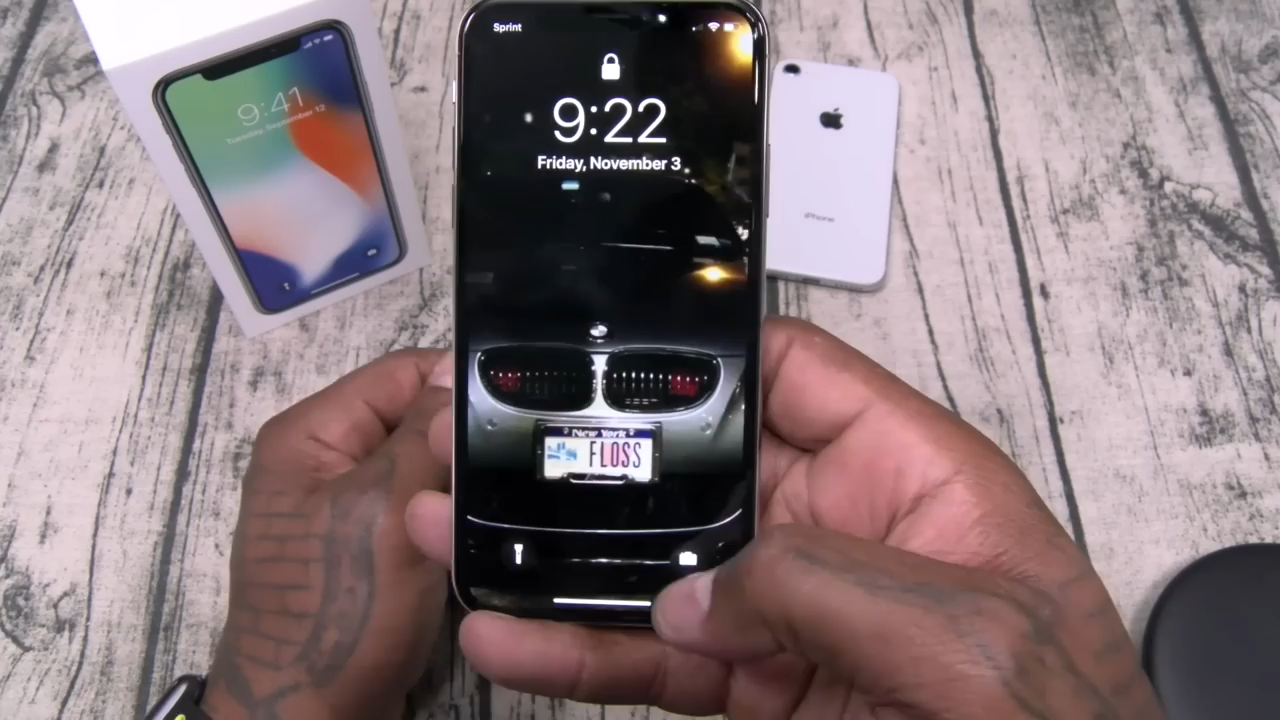 9:41
Tuesday, September 12
Sprint
9:22
Friday, November 3
New York
FLOSS
iPhone